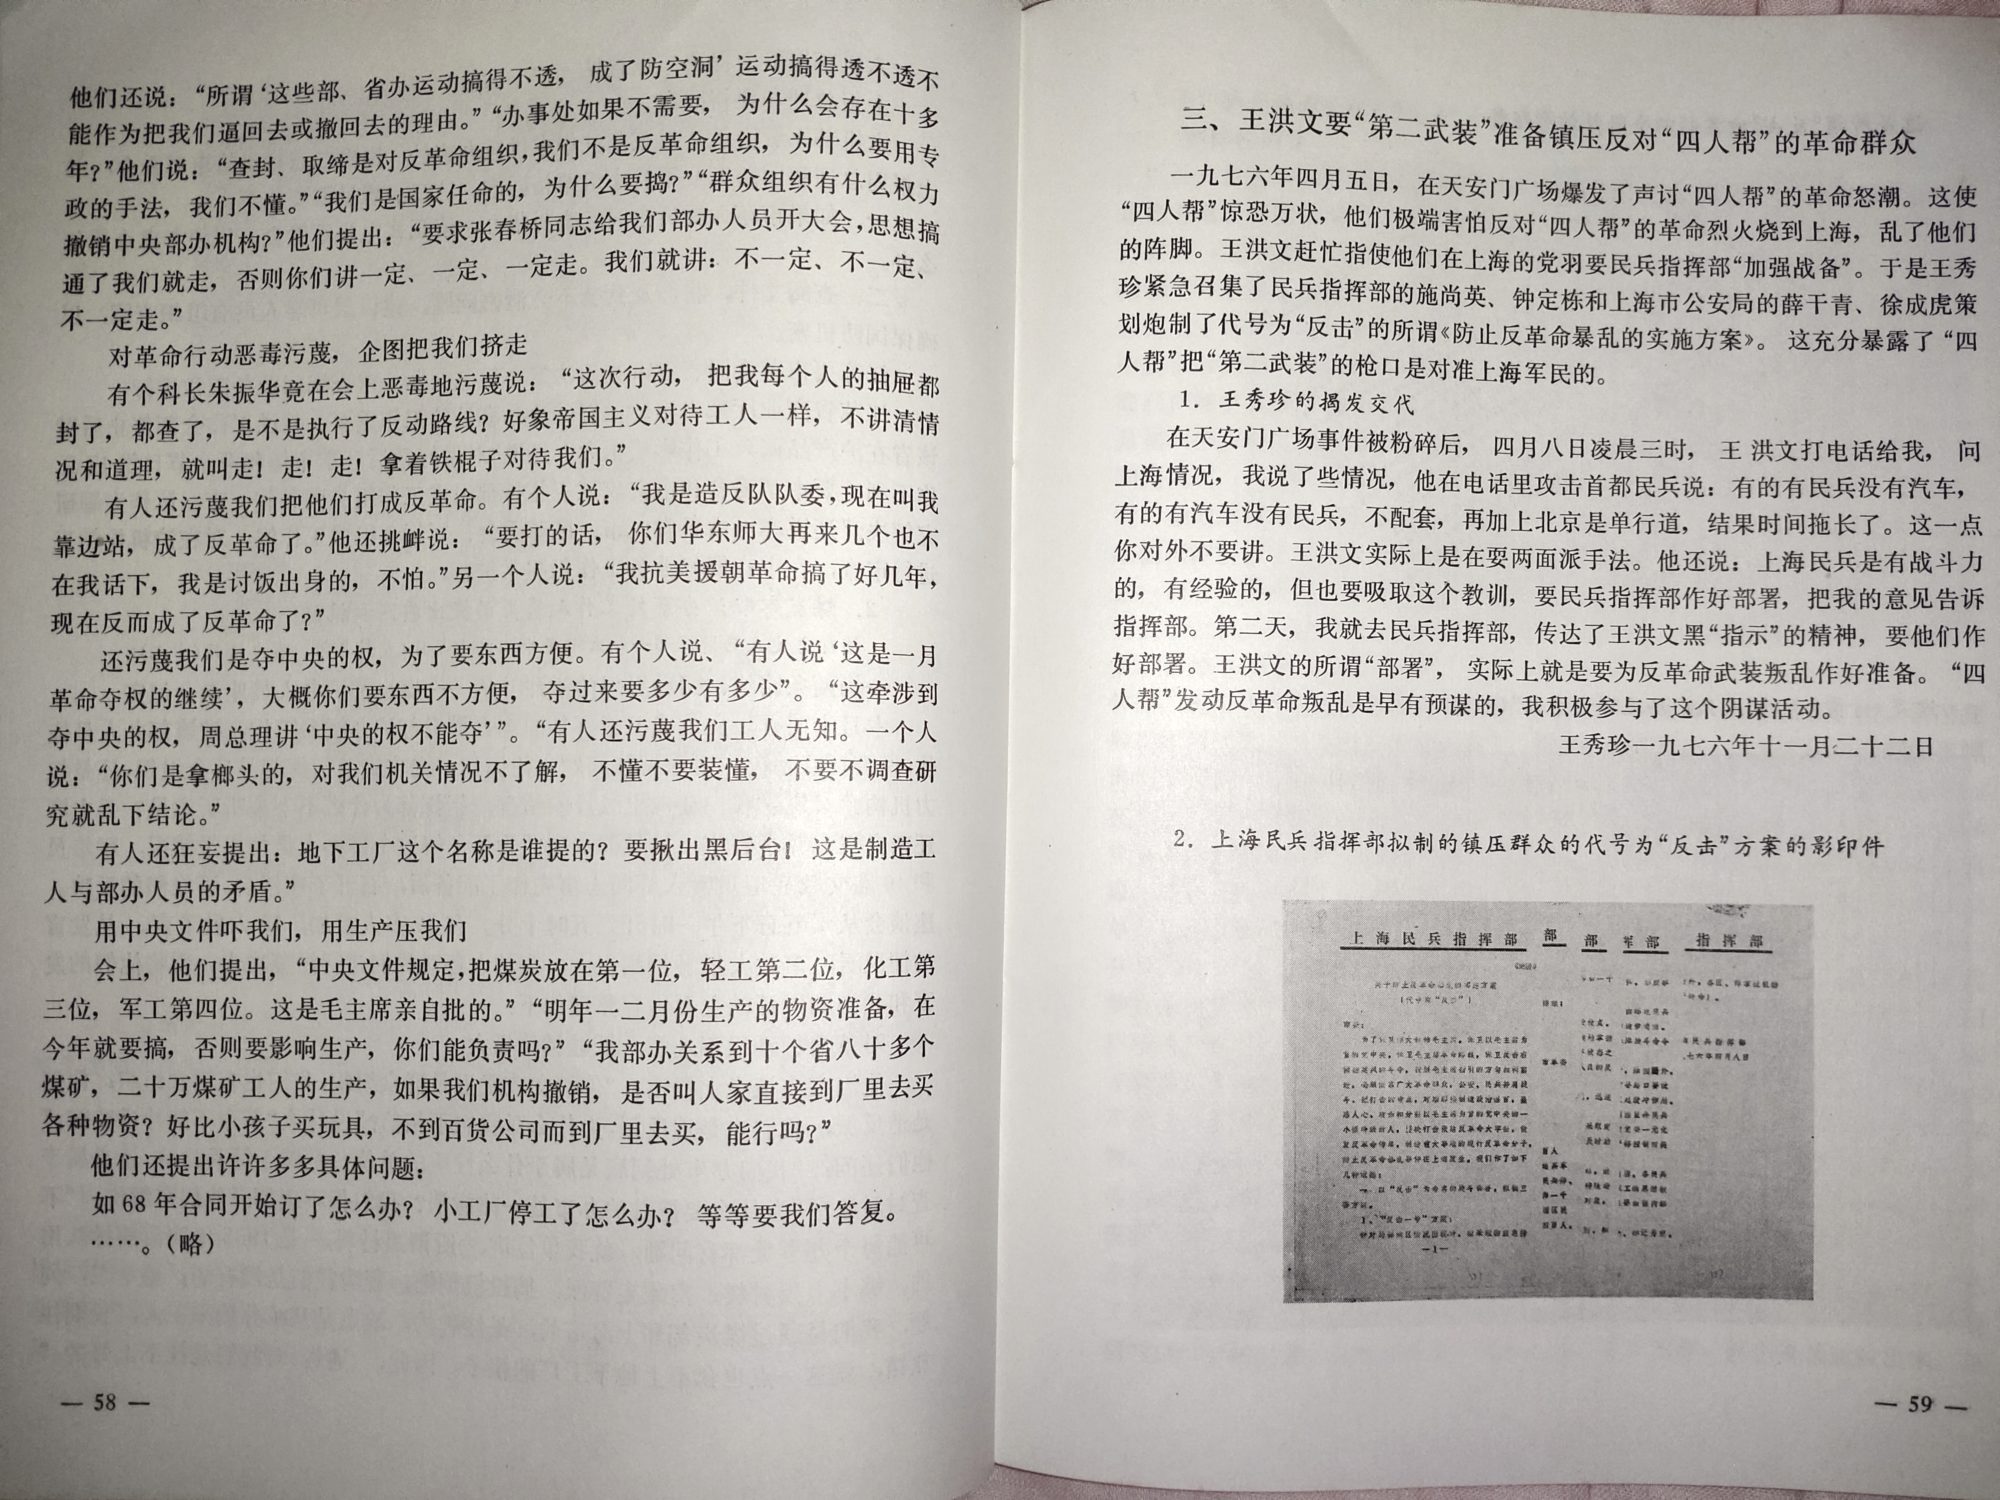 他们还说：“所谓‘这些部、省办运动搞得不透，成了防空洞’运动搞得透不透不
能作为把我们逼回去或撤回去的理由。”“办事处如果不需要，为什么会存在十多
年？”他们说：“查封、取缔是对反革命组织，我们不是反革命组织，为什么要用专
政的手法，我们不懂。”“我们是国家任命的，为什么要捣？”“群众组织有什么权力
撤销中央部办机构？”他们提出：“要求张春桥同志给我们部办人员开大会，思想搞
通了我们就走，否则你们讲一定、一定、一定走。我们就讲：不一定、不一定、
不一定走。”
对革命行动恶毒污蔑，企图把我们挤走
有个科长朱振华竟在会上恶毒地污蔑说：“这次行动，把我每个人的抽屉都
封了，都查了，是不是执行了反动路线？好象帝国主义对待工人一样，不讲清情
况和道理，就叫走！走！走！拿着铁棍子对待我们。”
有人还污蔑我们把他们打成反革命。有个人说：“我是造反队队委，现在叫我
靠边站，成了反革命了。”他还挑衅说：“要打的话，你们华东师大再来几个也不
在我话下，我是讨饭出身的，不怕。”另一个人说：“我抗美援朝革命搞了好几年，
现在反而成了反革命了？”
还污蔑我们是夺中央的权，为了要东西方便。有个人说、“有人说‘这是一月
革命夺权的继续’，大概你们要东西不方便，夺过来要多少有多少”。“这牵涉到
夺中央的权，周总理讲‘中央的权不能夺’”。“有人还污蔑我们工人无知。一个人
说：“你们是拿榔头的，对我们机关情况不了解，不懂不要装懂，不要不调查研
究就乱下结论。”
有人还狂妄提出：地下工厂这个名称是谁提的？要揪出黑后台！这是制造工
人与部办人员的矛盾。”
用中央文件吓我们，用生产压我们
会上，他们提出，“中央文件规定，把煤炭放在第一位，轻工第二位，化工第
三位，军工第四位。这是毛主席亲自批的。”“明年一二月份生产的物资准备，在
今年就要搞，否则要影响生产，你们能负责吗？”“我部办关系到十个省八十多个
煤矿，二十万煤矿工人的生产，如果我们机构撤销，是否叫人家直接到厂里去买
各种物资？好比小孩子买玩具，不到百货公司而到厂里去买，能行吗？”
他们还提出许许多多具体问题：
如68年合同开始订了怎么办？小工厂停工了怎么办？等等要我们答复。
……。（略）
— 58 —
三、王洪文要“第二武装”准备镇压反对“四人帮”的革命群众
一九七六年四月五日，在天安门广场爆发了声讨“四人帮”的革命怒潮。这使
“四人帮”惊恐万状，他们极端害怕反对“四人帮”的革命烈火烧到上海，乱了他们
的阵脚。王洪文赶忙指使他们在上海的党羽要民兵指挥部“加强战备”。于是王秀
珍紧急召集了民兵指挥部的施尚英、钟定栋和上海市公安局的薛干青、徐成虎策
划炮制了代号为“反击”的所谓《防止反革命暴乱的实施方案》。这充分暴露了“四
人帮”把“第二武装”的枪口是对准上海军民的。
1．王秀珍的揭发交代
在天安门广场事件被粉碎后，四月八日凌晨三时，王 洪文打电话给我，问
上海情况，我说了些情况，他在电话里攻击首都民兵说：有的有民兵没有汽车，
有的有汽车没有民兵，不配套，再加上北京是单行道，结果时间拖长了。这一点
你对外不要讲。王洪文实际上是在耍两面派手法。他还说：上海民兵是有战斗力
的，有经验的，但也要吸取这个教训，要民兵指挥部作好部署，把我的意见告诉
指挥部。第二天，我就去民兵指挥部，传达了王洪文黑“指示”的精神，要他们作
好部署。王洪文的所谓“部署”，实际上就是要为反革命武装叛乱作好准备。“四
人帮”发动反革命叛乱是早有预谋的，我积极参与了这个阴谋活动。
王秀珍一九七六年十一月二十二日
2．上海民兵指挥部拟制的镇压群众的代号为“反击”方案的影印件
上海民兵指挥部
部
部
军部
指挥部
（代号为“反击”）
—1—
— 59 —